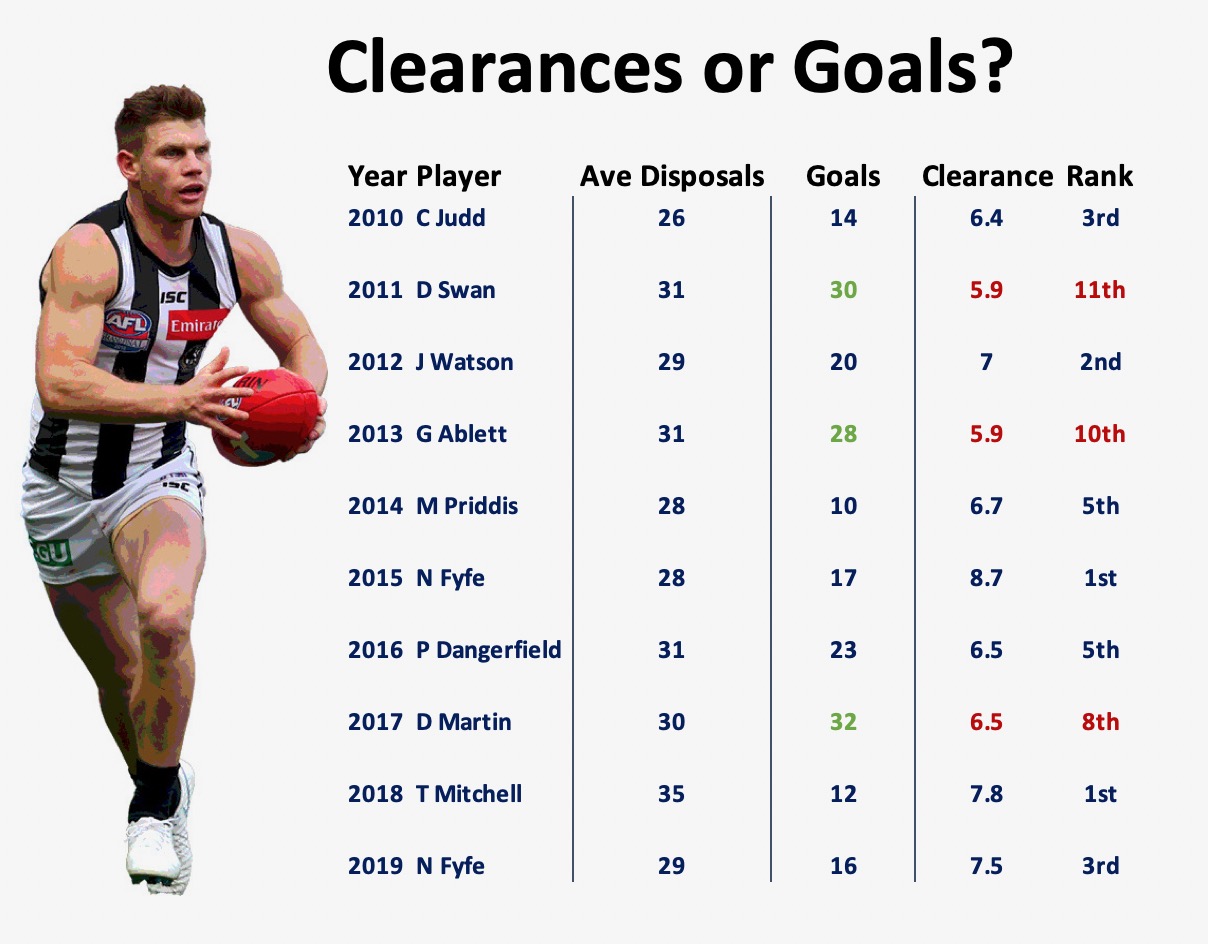 Clearances or Goals?
Year Player Ave Disposals Goals Clearance Rank
2010 C Judd 26 14 6.4 3rd
2011 D Swan 31 30 5.9 11th
2012 J Watson 29 20 7 2nd
2013 G Ablett 31 28 5.9 10th
2014 M Priddis 28 10 6.7 5th
2015 N Fyfe 28 17 8.7 1st
2016 P Dangerfield 31 23 6.5 5th
2017 D Martin 30 32 6.5 8th
2018 T Mitchell 35 12 7.8 1st
2019 N Fyfe 29 16 7.5 3rd
ISC
AFL
Emirat
ISC
CGU